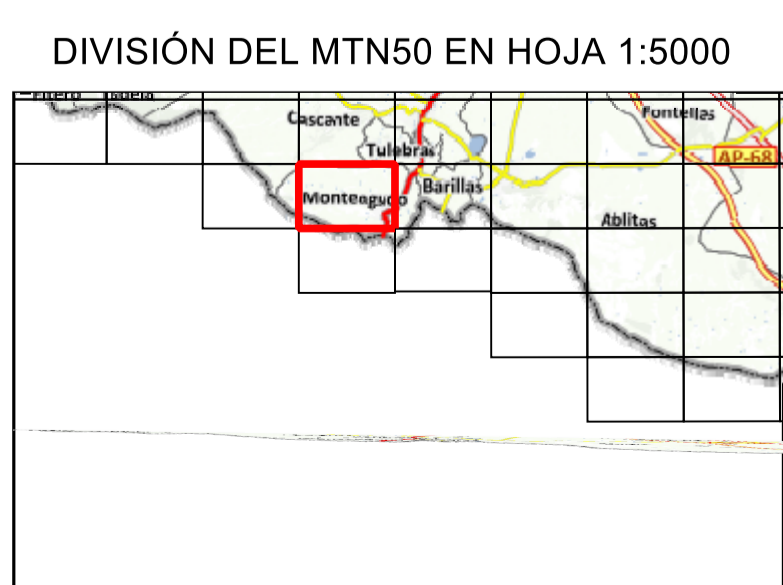 DIVISIÓN DEL MTN50 EN HOJA 1:5000
Cascante
Fontellas
Tulebras
AP-68
Barillas
Monteagudo
Ablitas